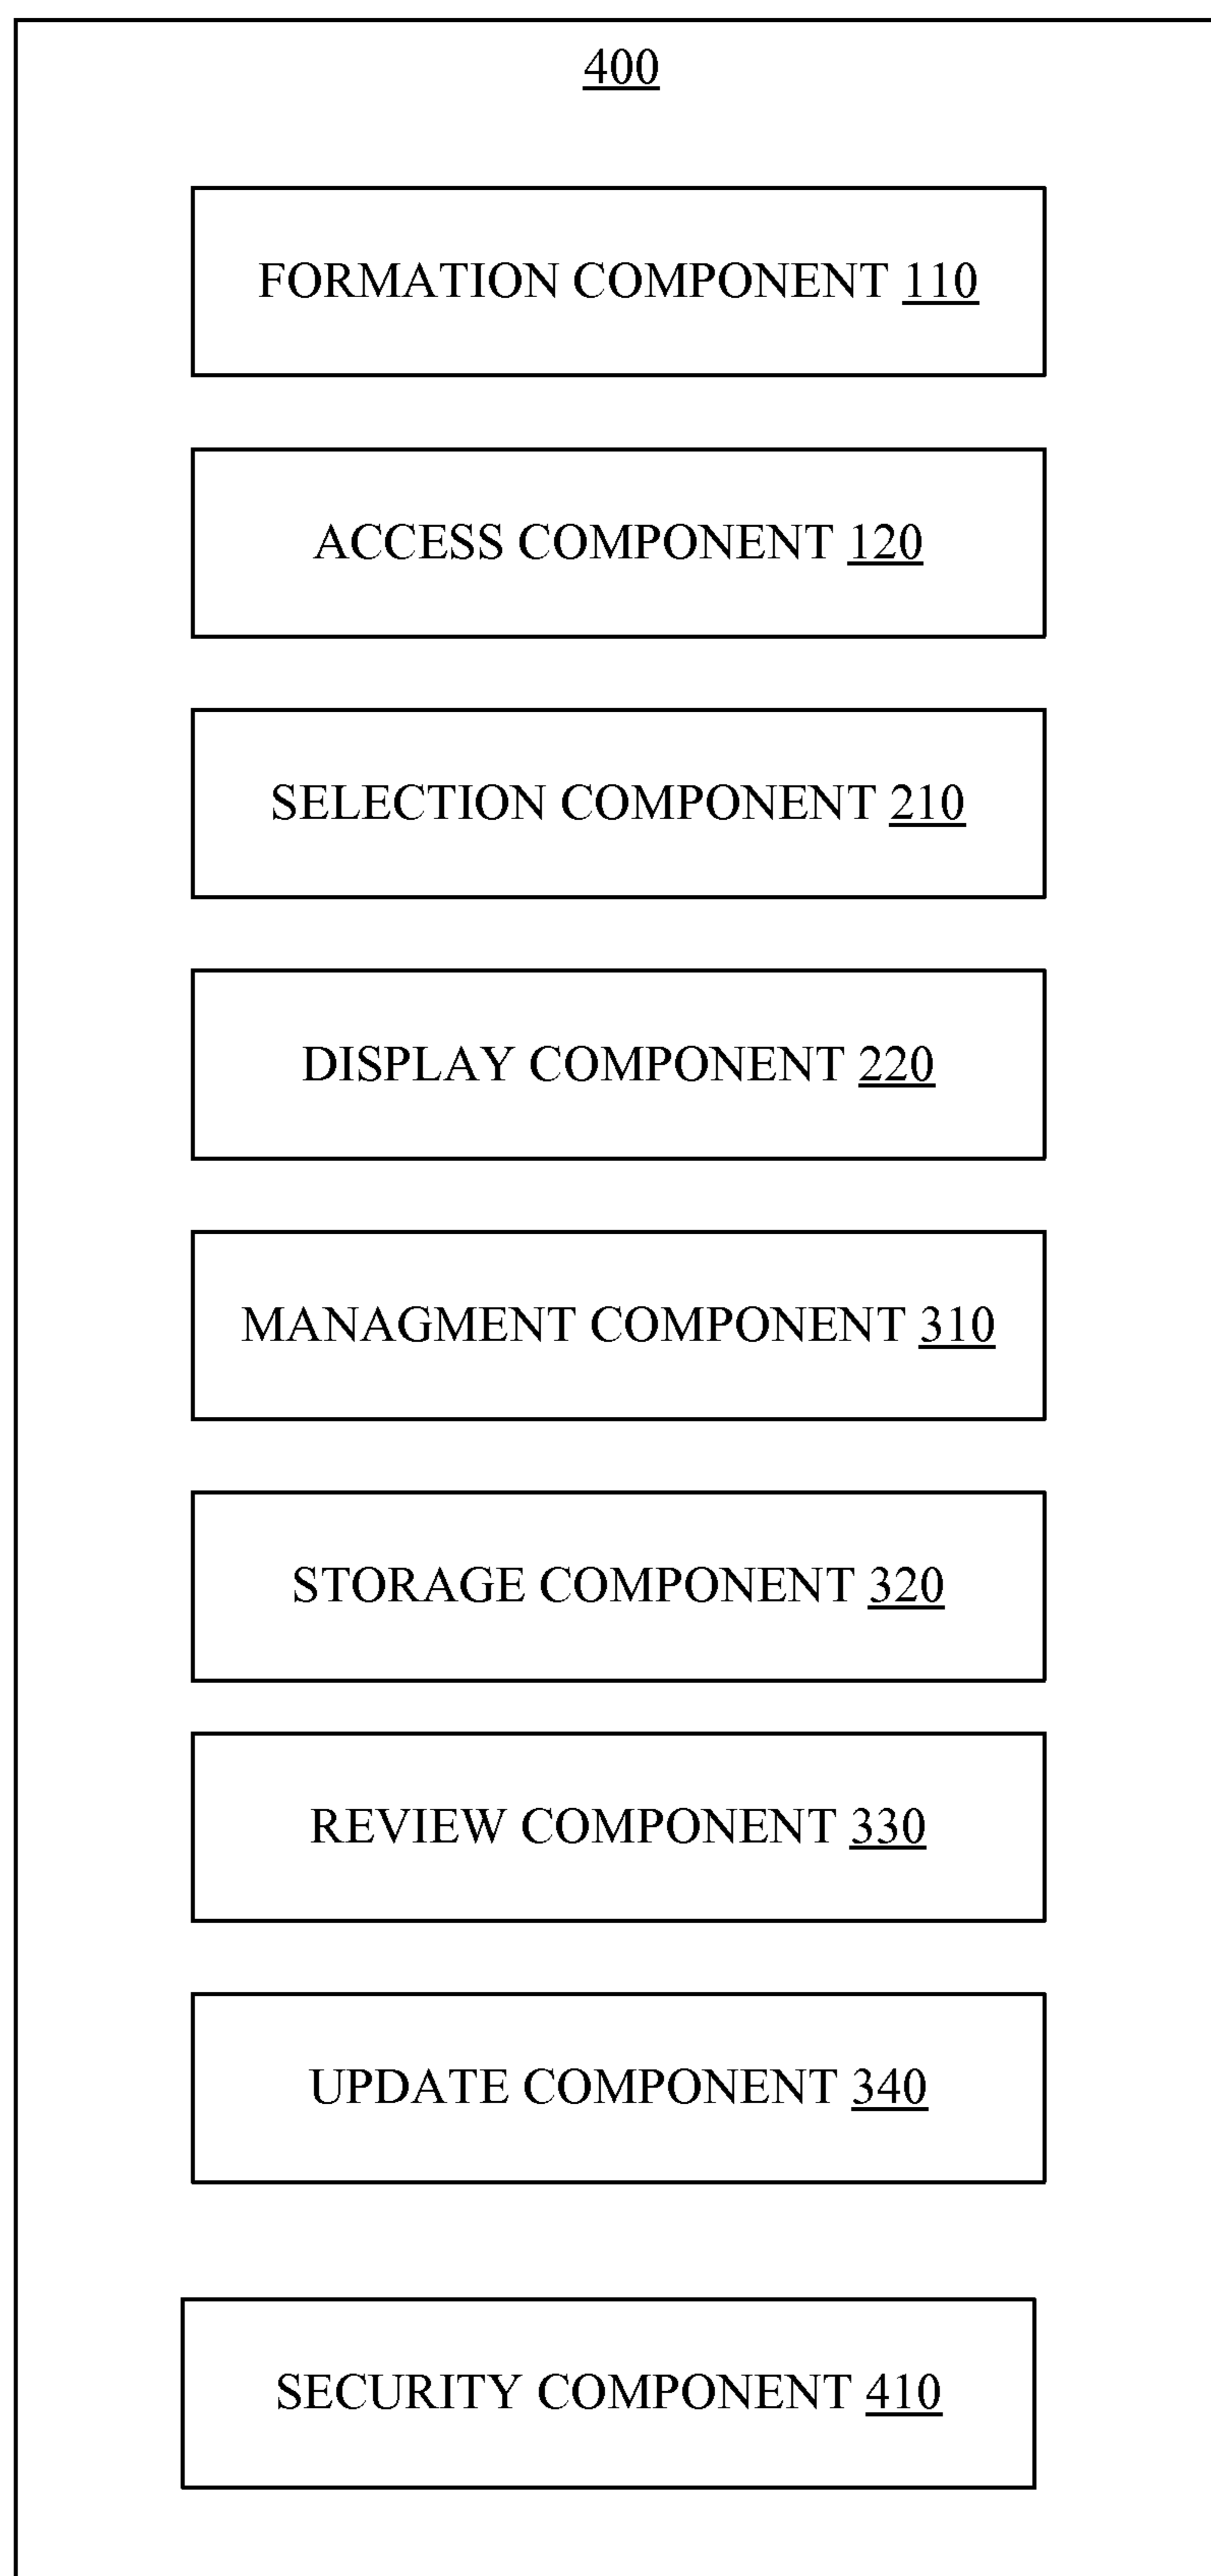 400
FORMATION COMPONENT 110
ACCESS COMPONENT 120
SELECTION COMPONENT 210
DISPLAY COMPONENT 220
MANAGMENT COMPONENT 310
STORAGE COMPONENT 320
REVIEW COMPONENT 330
UPDATE COMPONENT 340
SECURITY COMPONENT 410